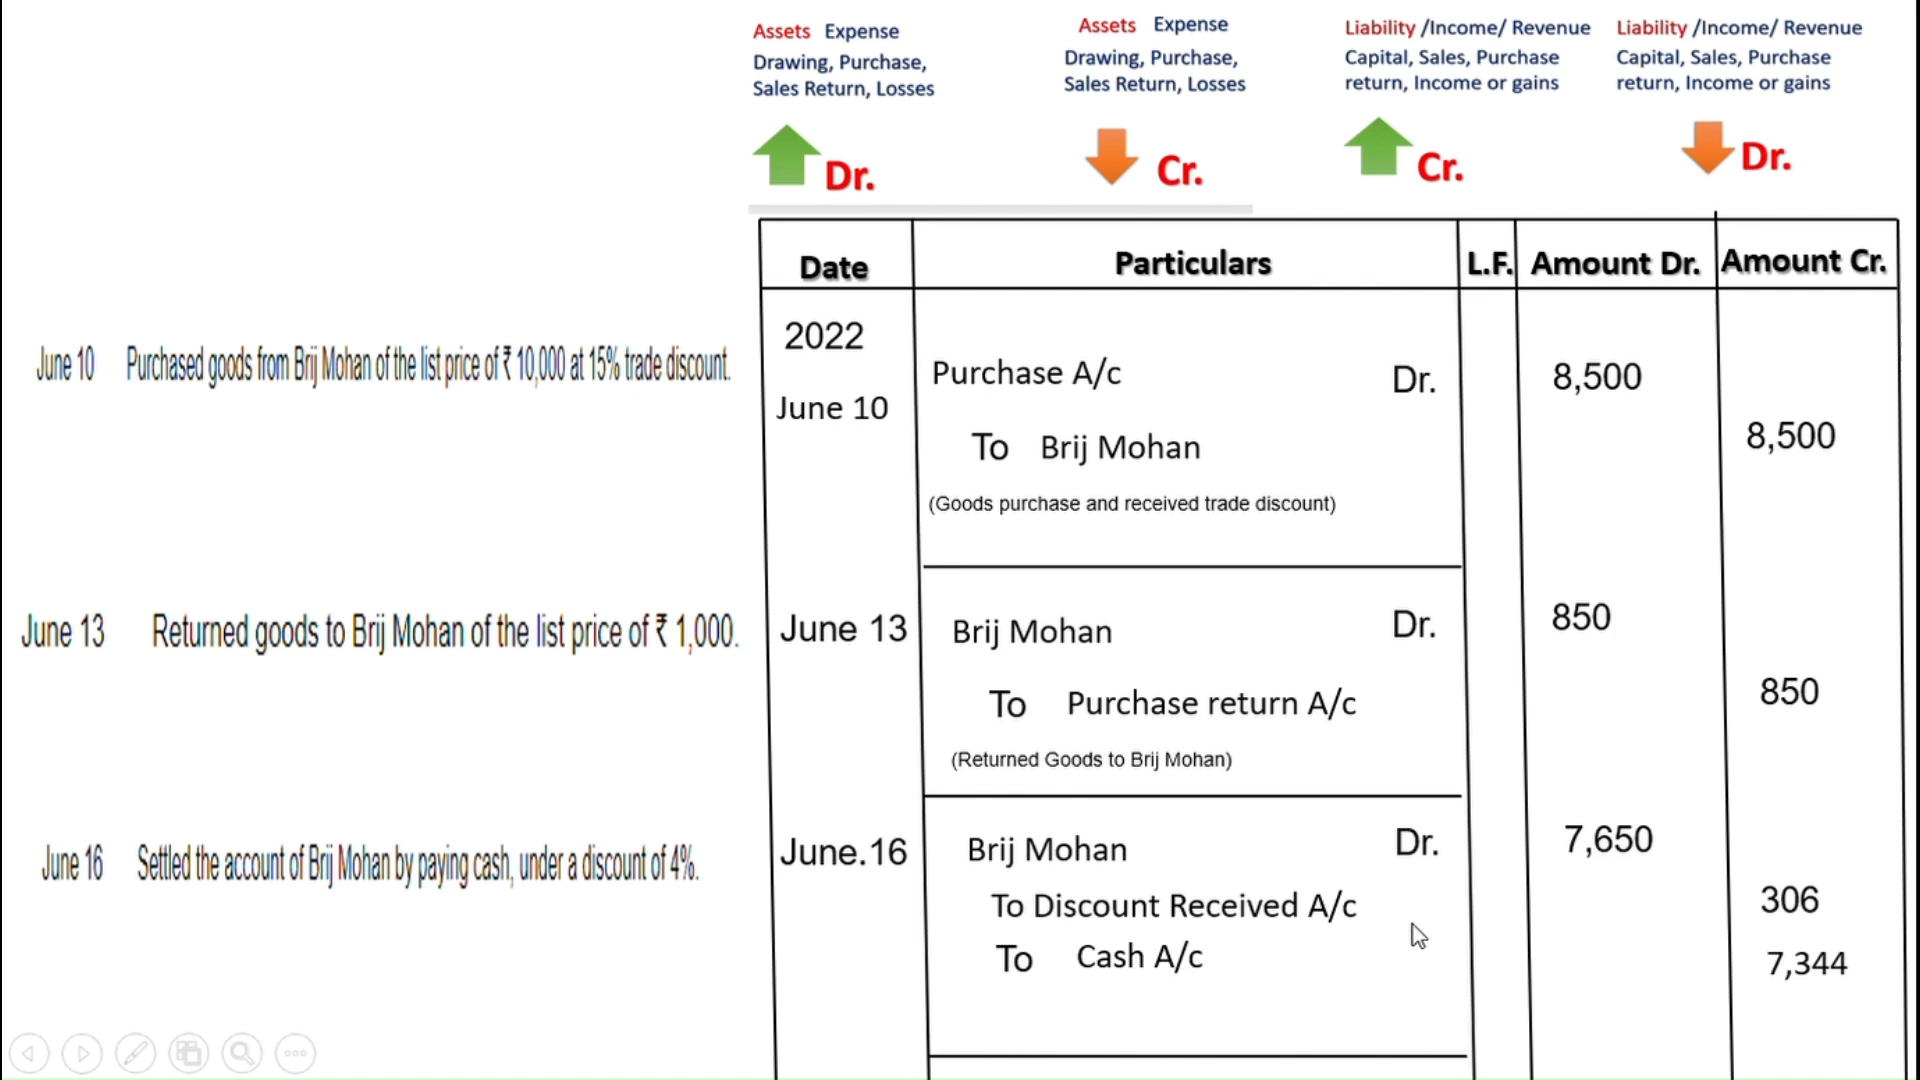 Assets Expense
Drawing, Purchase,
Sales Return, Losses
Dr.
Assets Expense
Drawing, Purchase,
Sales Return, Losses
Cr.
Liability /Income/ Revenue
Capital, Sales, Purchase
return, Income or gains
Cr.
Liability /Income/ Revenue
Capital, Sales, Purchase
return, Income or gains
Dr.
Date Particulars L.F. Amount Dr. Amount Cr.
June 10 Purchased goods from Brij Mohan of the list price of ₹ 10,000 at 15% trade discount.
2022
June 10
Purchase A/c Dr. 8,500
To Brij Mohan 8,500
(Goods purchase and received trade discount)
June 13 Returned goods to Brij Mohan of the list price of ₹ 1,000.
June 13 Brij Mohan Dr. 850
To Purchase return A/c 850
(Returned Goods to Brij Mohan)
June 16 Settled the account of Brij Mohan by paying cash, under a discount of 4%.
June.16 Brij Mohan Dr. 7,650
To Discount Received A/c 306
To Cash A/c 7,344